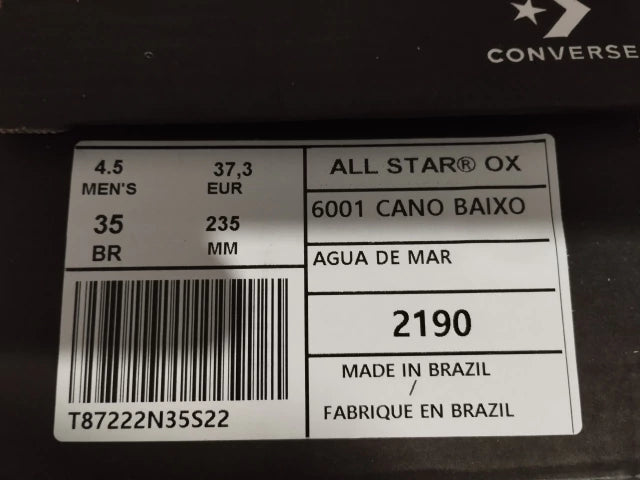 CONVERSE
4.5 37,3
MEN'S EUR
35 235
BR MM
T87222N35S22
ALL STAR® OX
6001 CANO BAIXO
AGUA DE MAR
2190
MADE IN BRAZIL
/
FABRIQUE EN BRAZIL